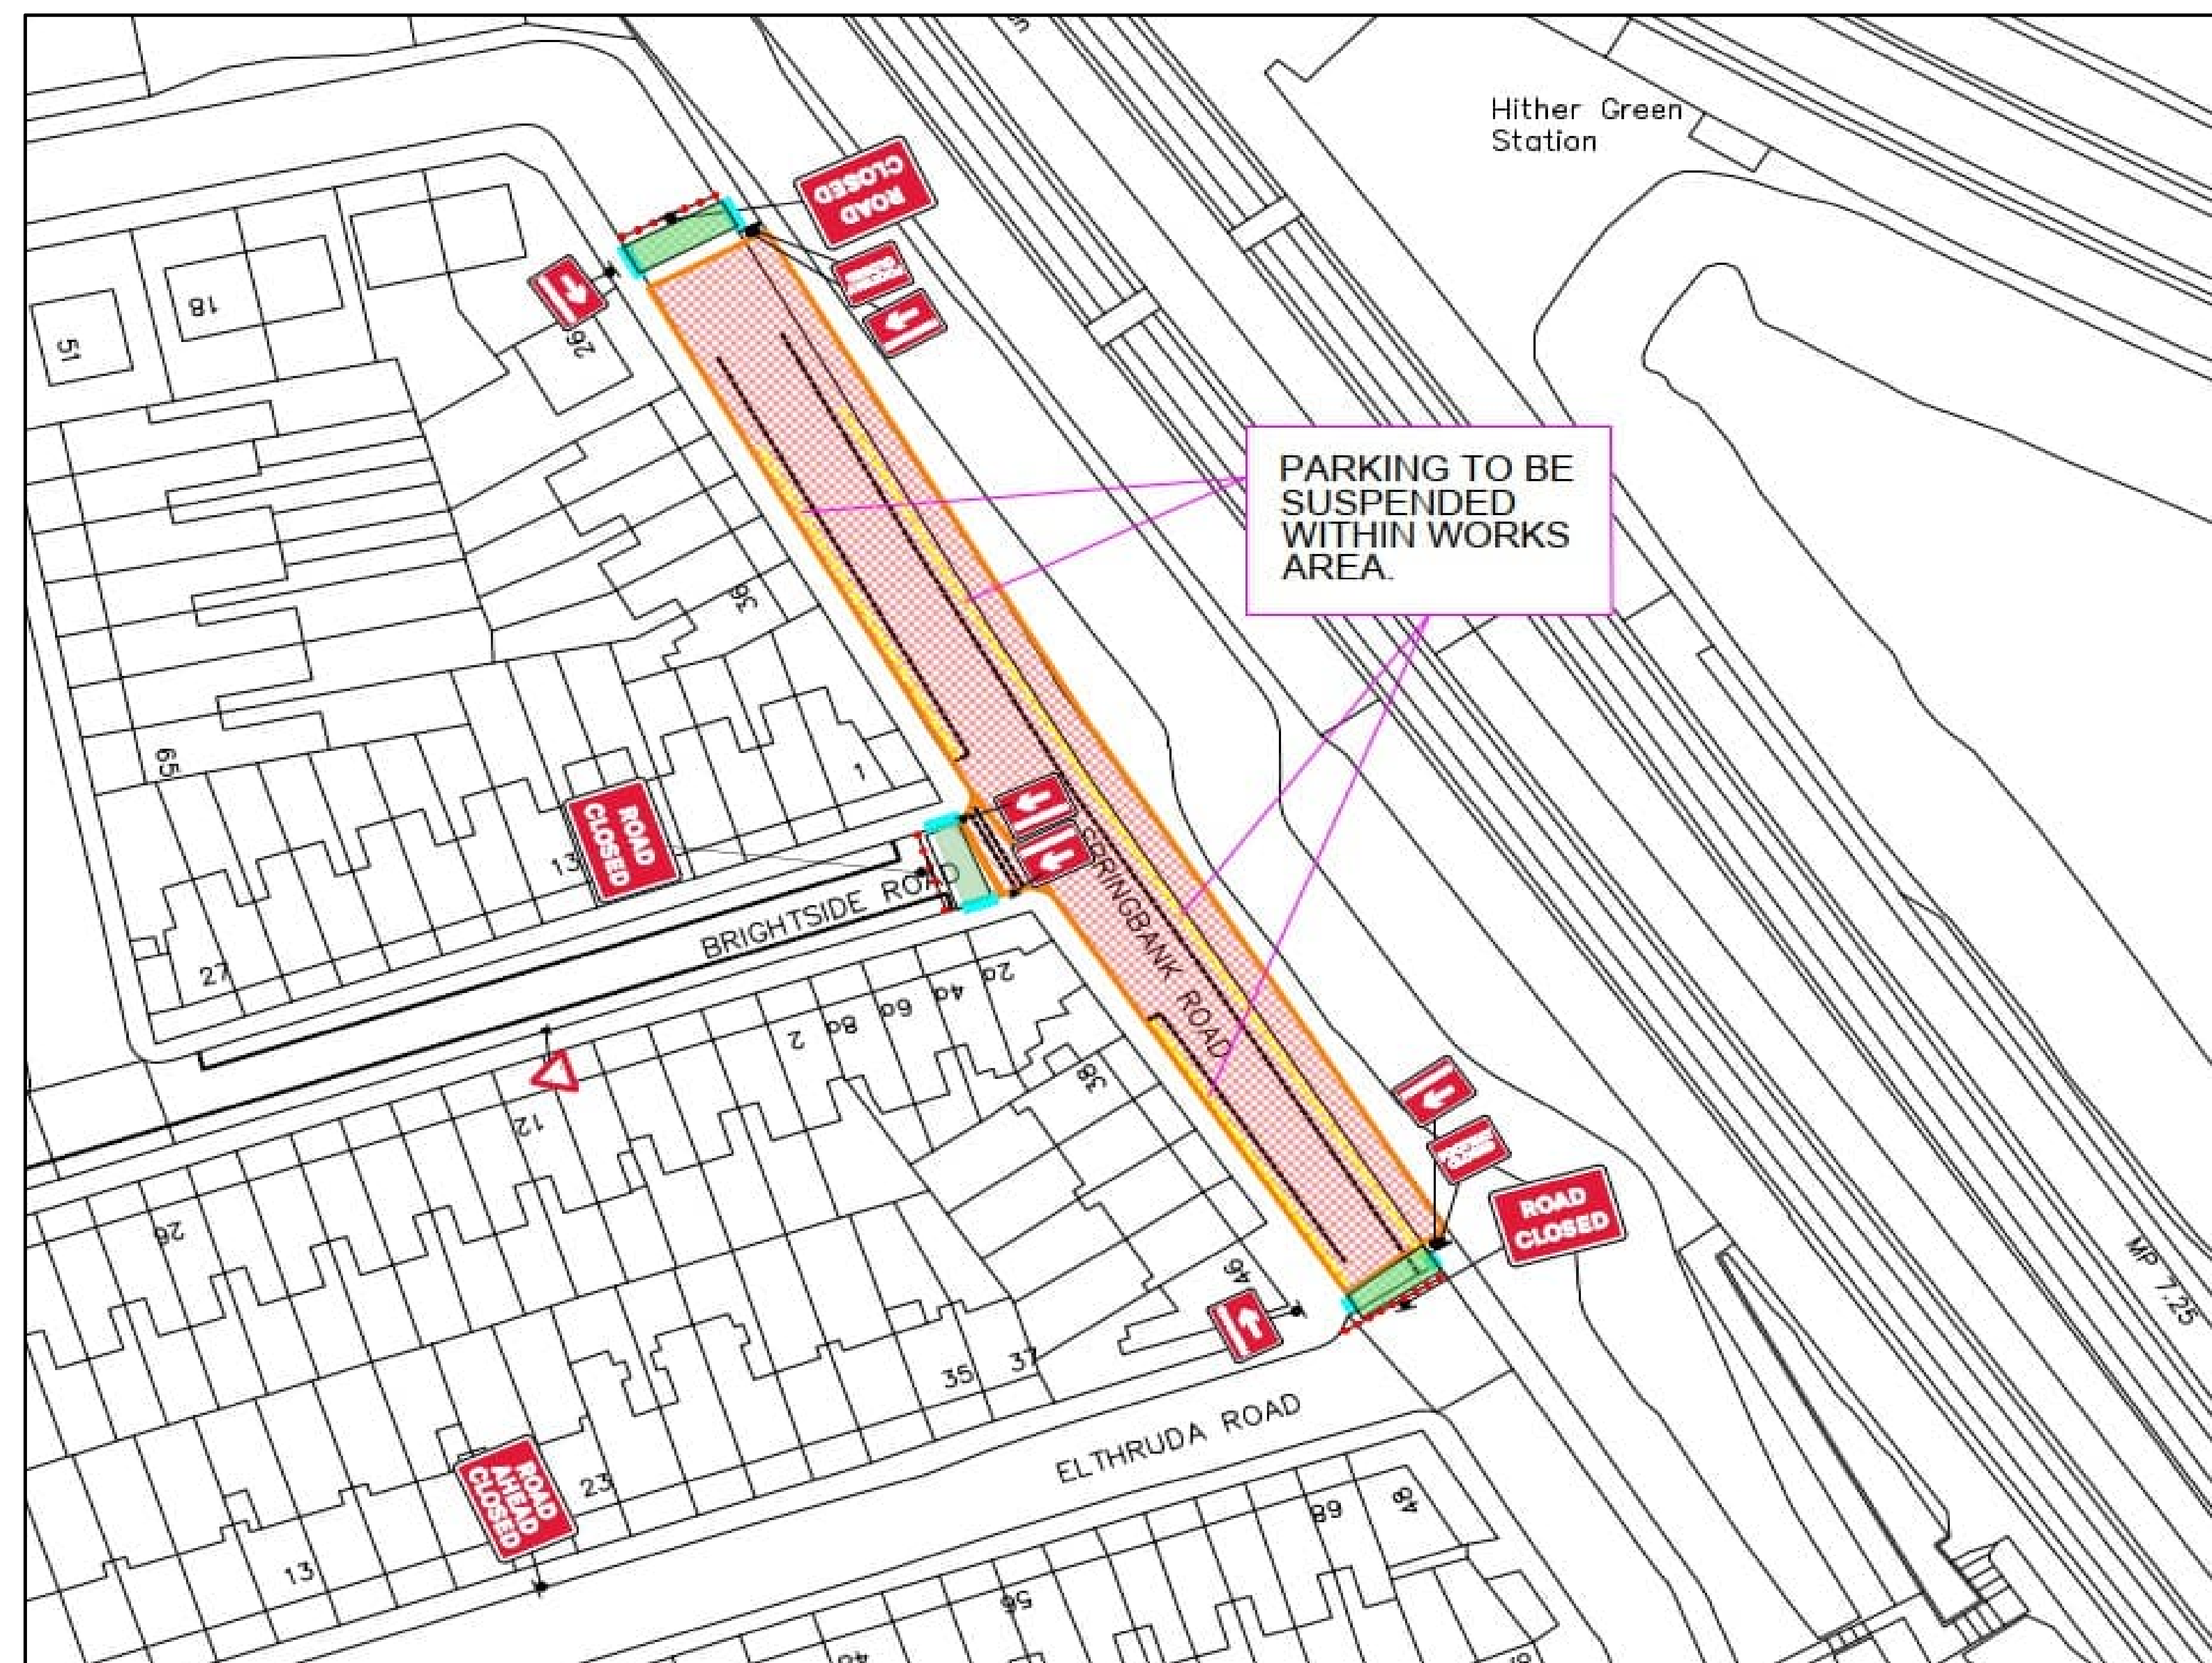 Hither Green
Station
ROAD
CLOSED
18
51
26
PARKING TO BE
SUSPENDED
WITHIN WORKS
AREA.
36
65
1
ROAD
CLOSED
13
BRIGHTSIDE ROAD
SPRINGBANK ROAD
27
2a
4a
6a
8a
2
38
12
26
ROAD
CLOSED
MP 7.25
46
37
35
ELTHRUDA ROAD
ROAD
AHEAD
CLOSED
23
13
68
48
56